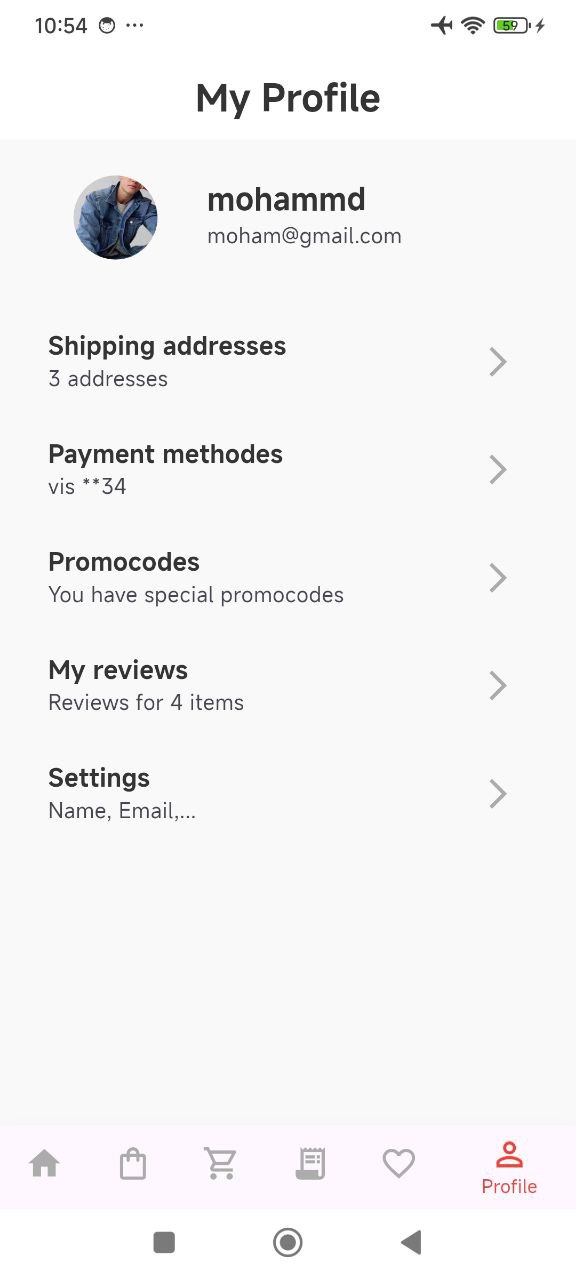 10:54
59
My Profile
mohammd
moham@gmail.com
Shipping addresses
3 addresses
Payment methodes
vis **34
Promocodes
You have special promocodes
My reviews
Reviews for 4 items
Settings
Name, Email,...
Profile